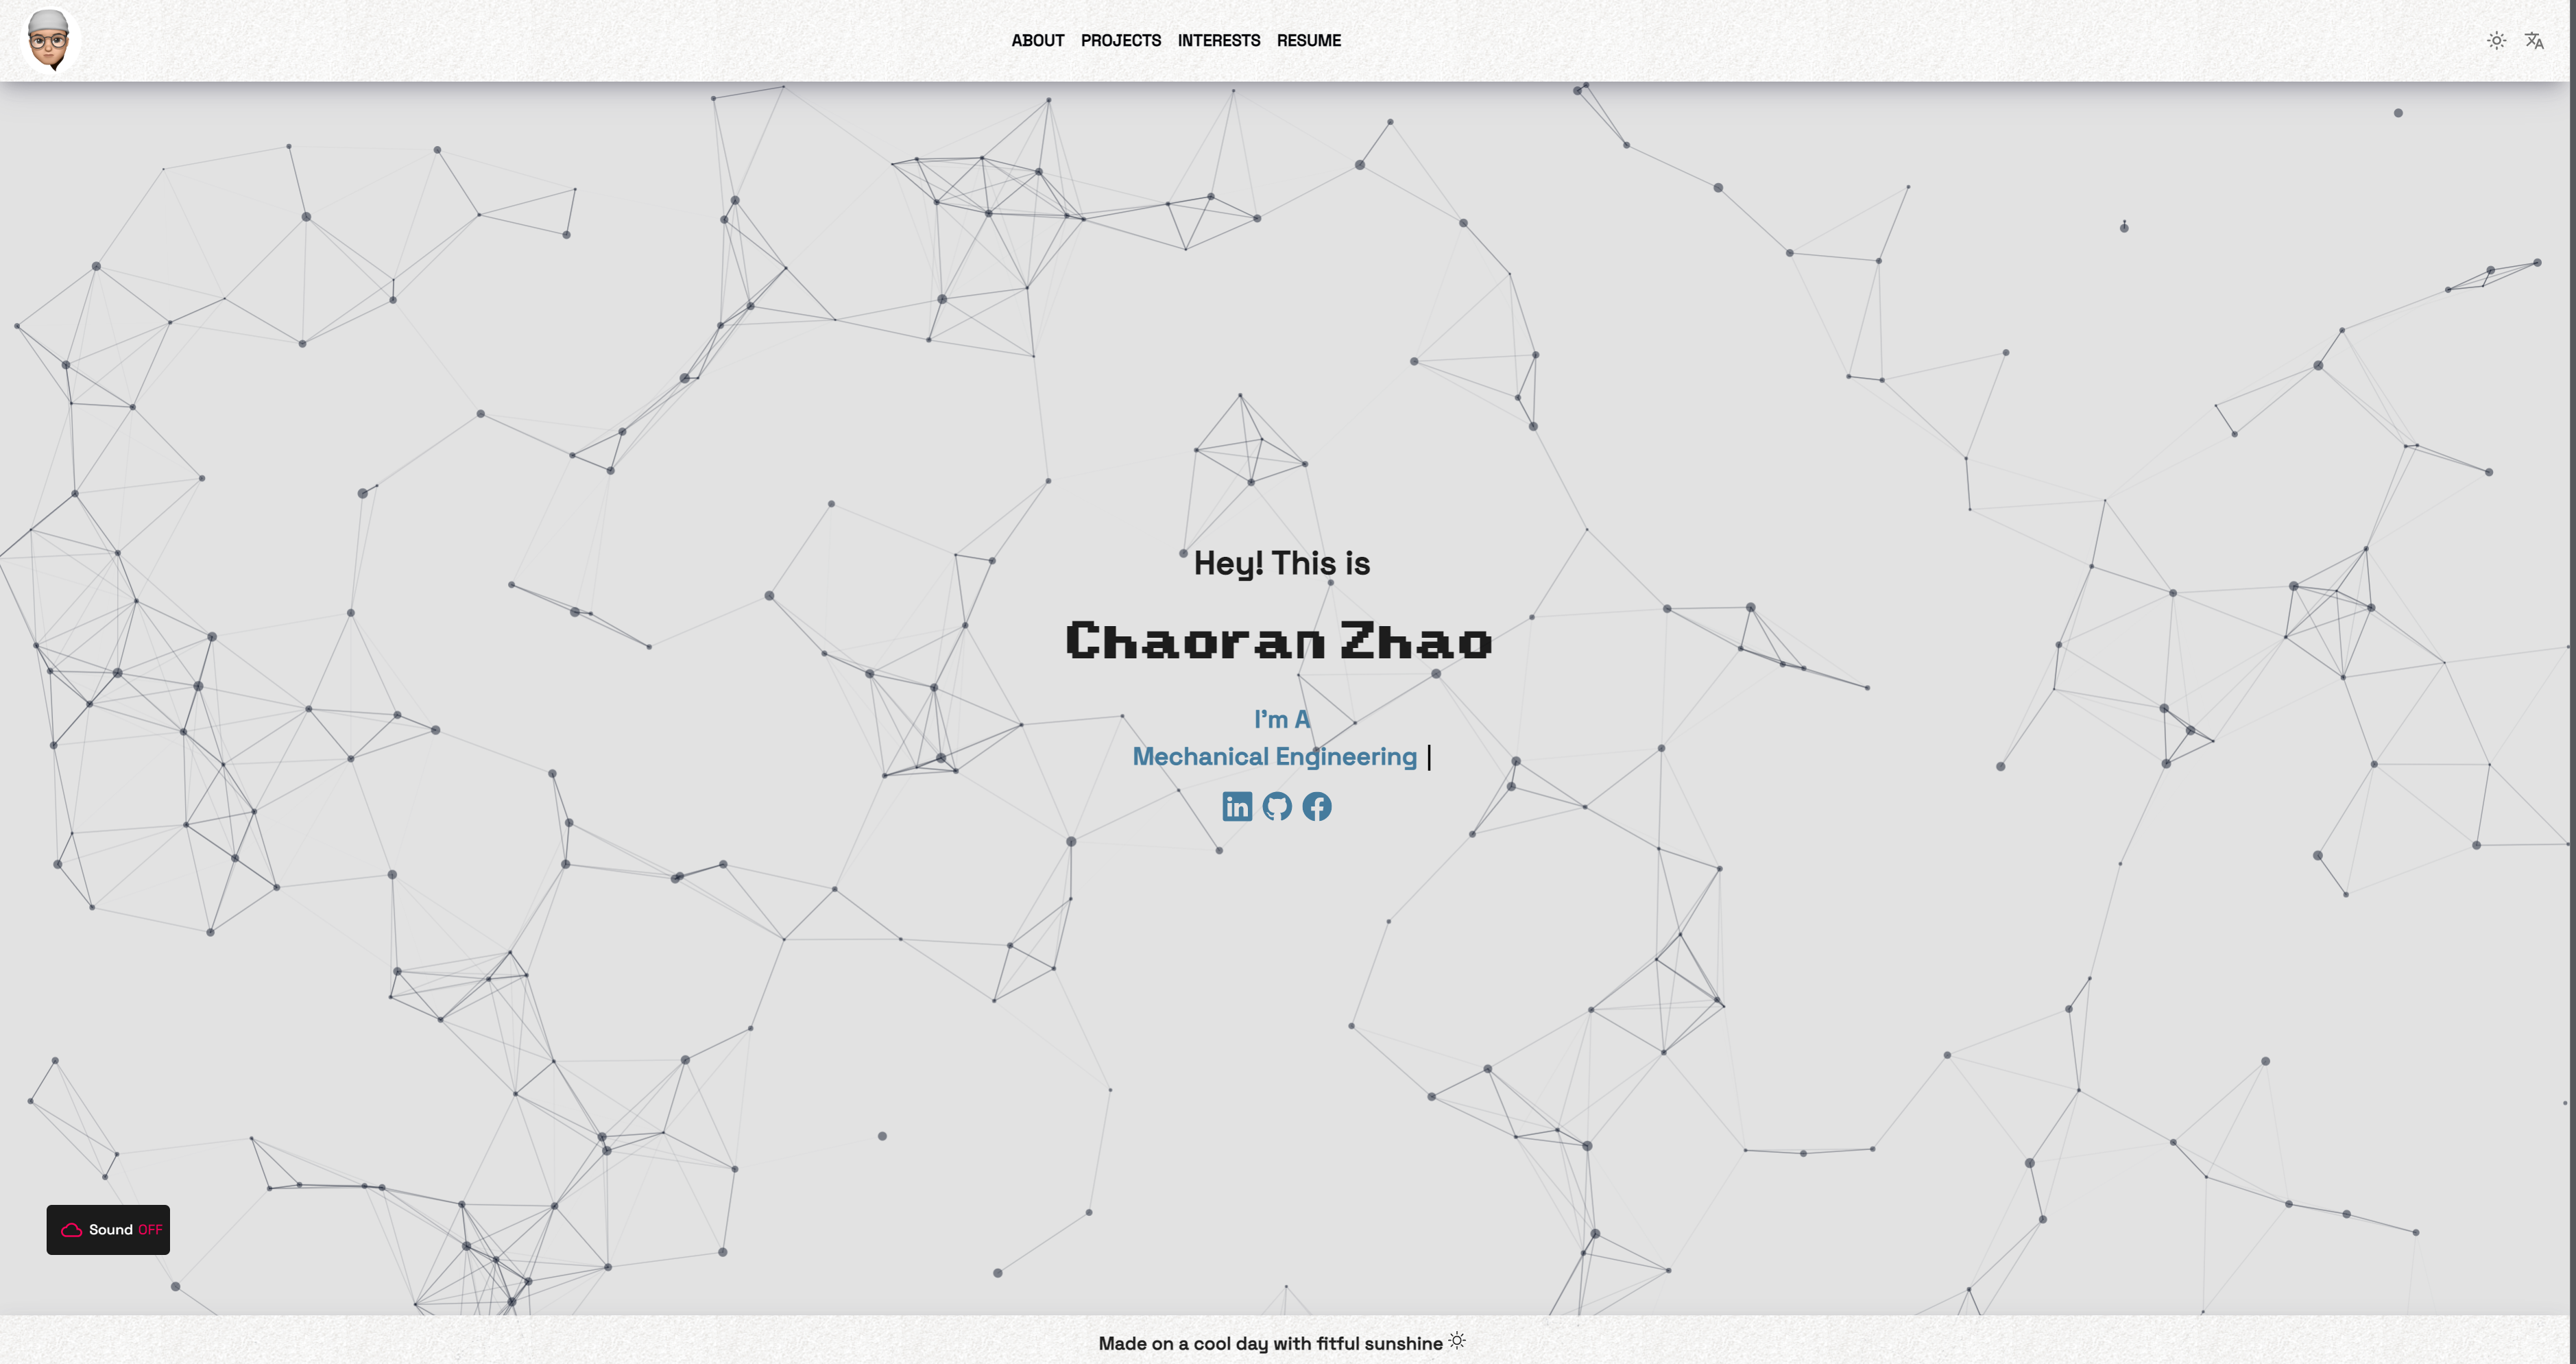 ABOUT PROJECTS INTERESTS RESUME
Hey! This is
Chaoran Zhao
I'm A
Mechanical Engineering |
Sound OFF
Made on a cool day with fitful sunshine